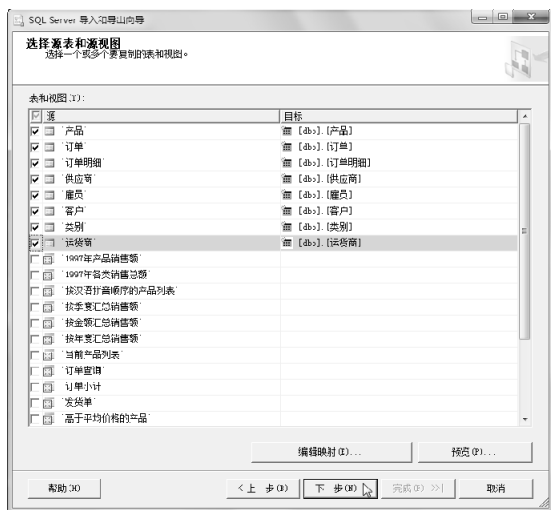 SQL Server 导入和导出向导
选择源表和源视图
选择一个或多个要复制的表和视图。
表和视图(T):
源 目标
`产品` [dbo].[产品]
`订单` [dbo].[订单]
`订单明细` [dbo].[订单明细]
`供应商` [dbo].[供应商]
`雇员` [dbo].[雇员]
`客户` [dbo].[客户]
`类别` [dbo].[类别]
`运货商` [dbo].[运货商]
`1997年产品销售额`
`1997年各类销售总额`
`按汉语拼音顺序的产品列表`
`按季度汇总销售额`
`按金额汇总销售额`
`按年度汇总销售额`
`当前产品列表`
`订单查询`
`订单小计`
`发货单`
`高于平均价格的产品`
编辑映射(E)... 预览(P)...
帮助(H) <上一步(B) 下一步(N) 完成(F) >>| 取消